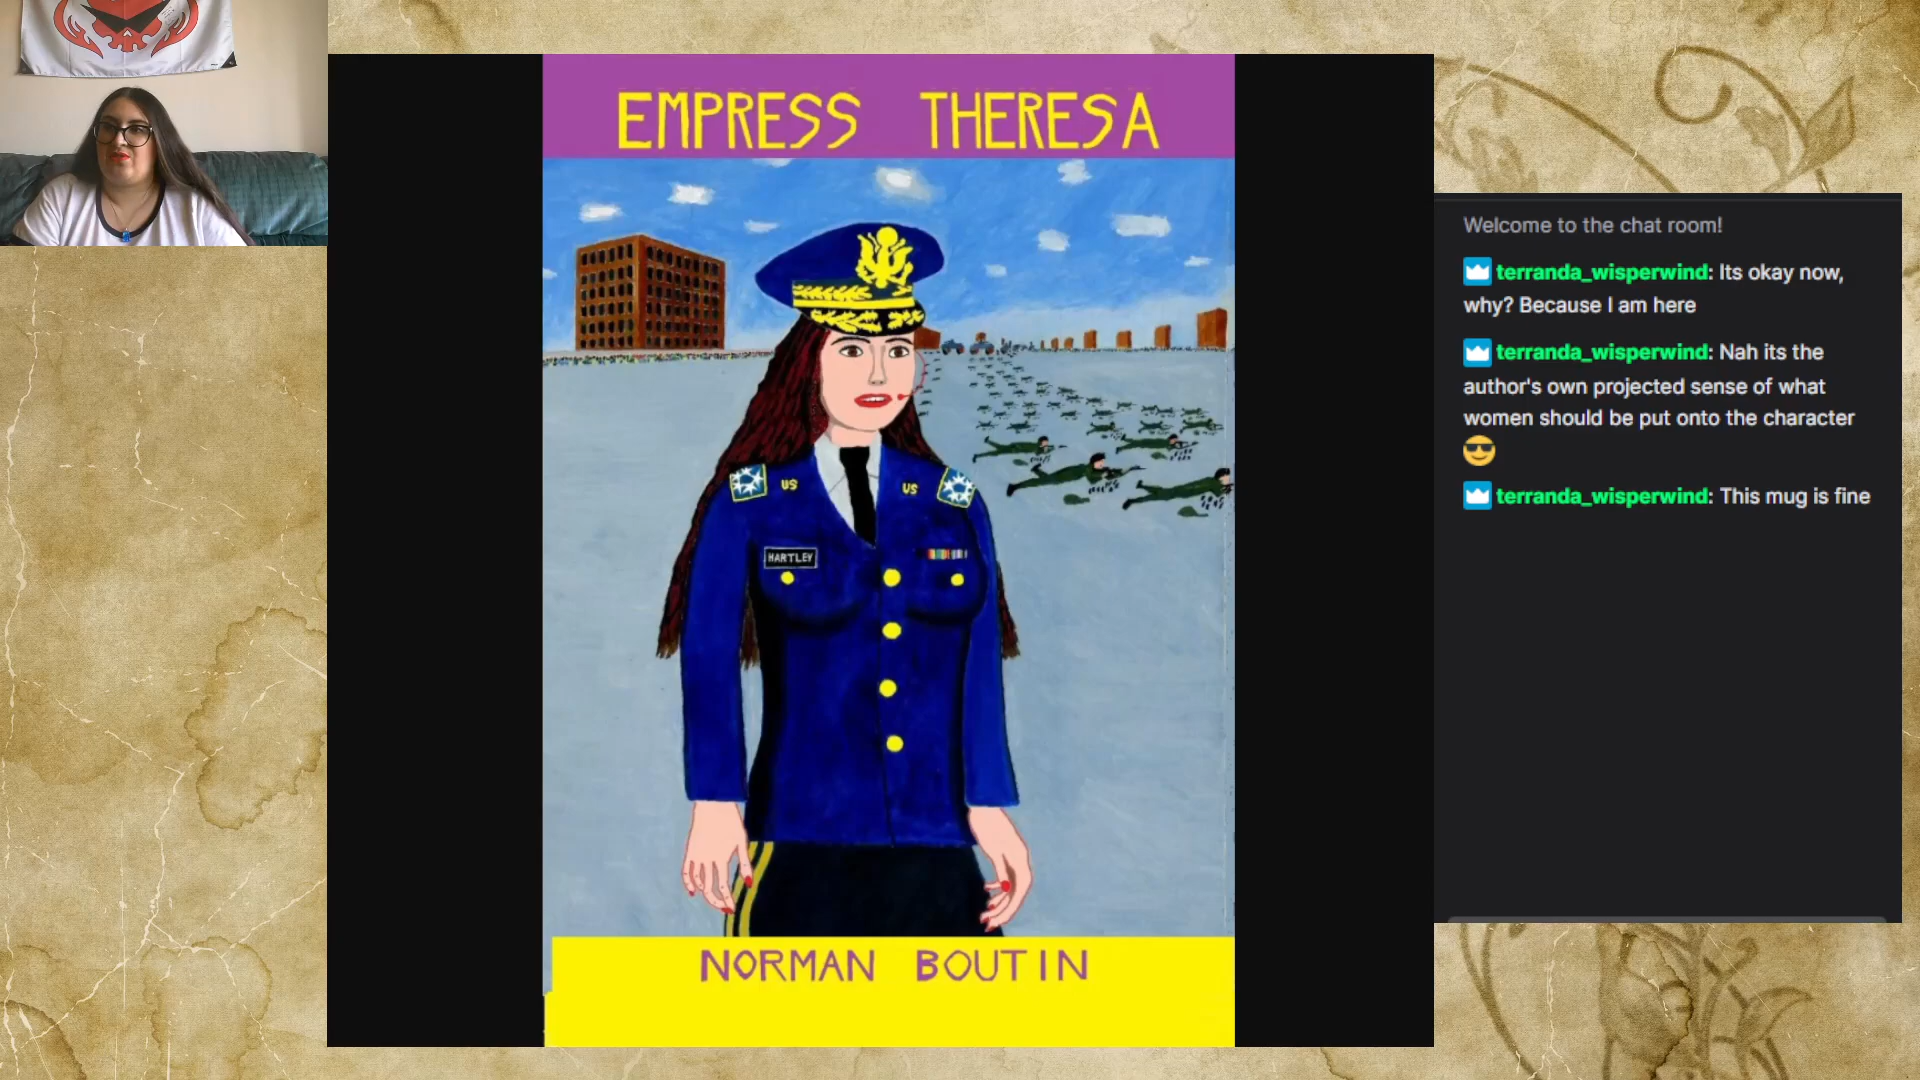 EMPRESS THERESA
US US
HARTLEY
NORMAN BOUTIN
Welcome to the chat room!
terranda_wisperwind: Its okay now,
why? Because I am here
terranda_wisperwind: Nah its the
author's own projected sense of what
women should be put onto the character
😎
terranda_wisperwind: This mug is fine